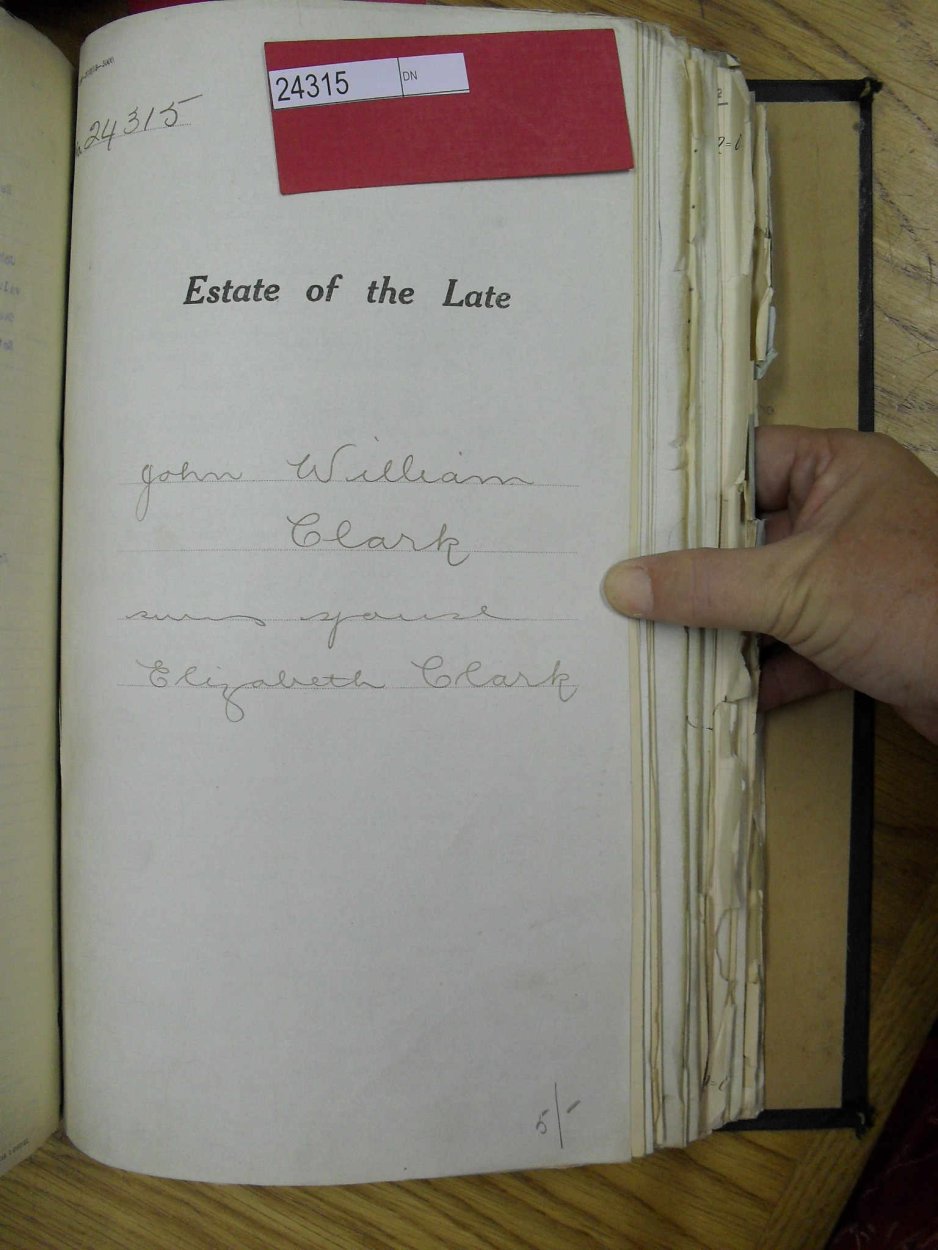 24315 DN
24315
Estate of the Late
John William
Clark
surv spouse
Elizabeth Clark
5/-